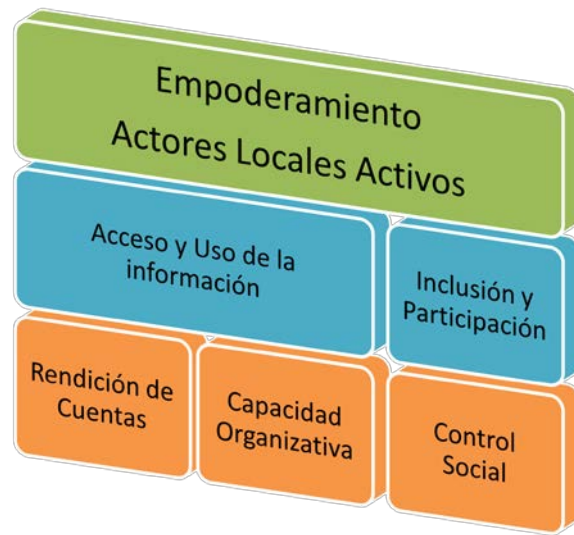 Empoderamiento
Actores Locales Activos
Acceso y Uso de la
información
Inclusión y
Participación
Rendición de
Cuentas
Capacidad
Organizativa
Control
Social